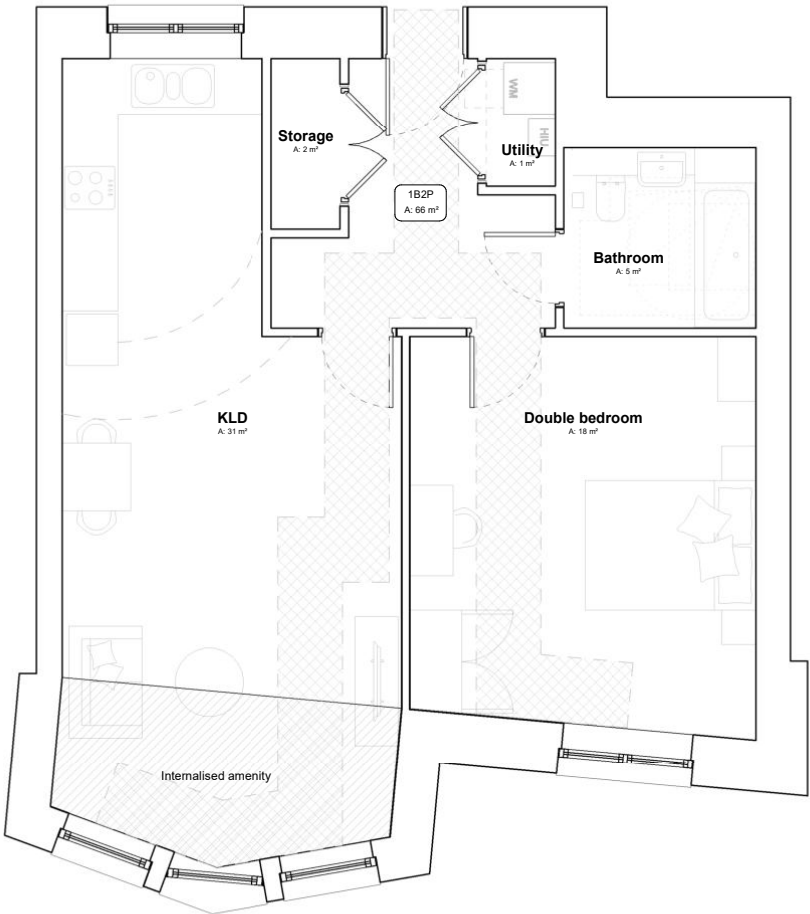 WM
Storage
A: 2 m²
HIU
Utility
A: 1 m²
1B2P
A: 66 m²
Bathroom
A: 5 m²
KLD
A: 31 m²
Double bedroom
A: 18 m²
Internalised amenity